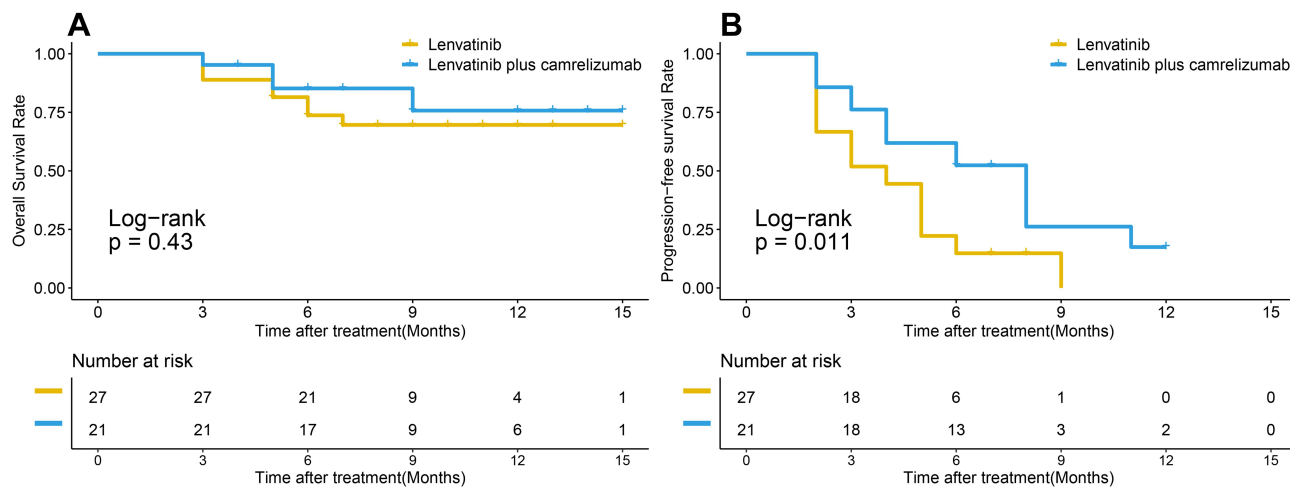 A
Lenvatinib
Lenvatinib plus camrelizumab
Overall Survival Rate
1.00
0.75
0.50
0.25
0.00
Log−rank
p = 0.43
0 3 6 9 12 15
Time after treatment(Months)
Number at risk
27 27 21 9 4 1
21 21 17 9 6 1
0 3 6 9 12 15
Time after treatment(Months)
B
Lenvatinib
Lenvatinib plus camrelizumab
Progression−free survival Rate
1.00
0.75
0.50
0.25
0.00
Log−rank
p = 0.011
0 3 6 9 12 15
Time after treatment(Months)
Number at risk
27 18 6 1 0 0
21 18 13 3 2 0
0 3 6 9 12 15
Time after treatment(Months)